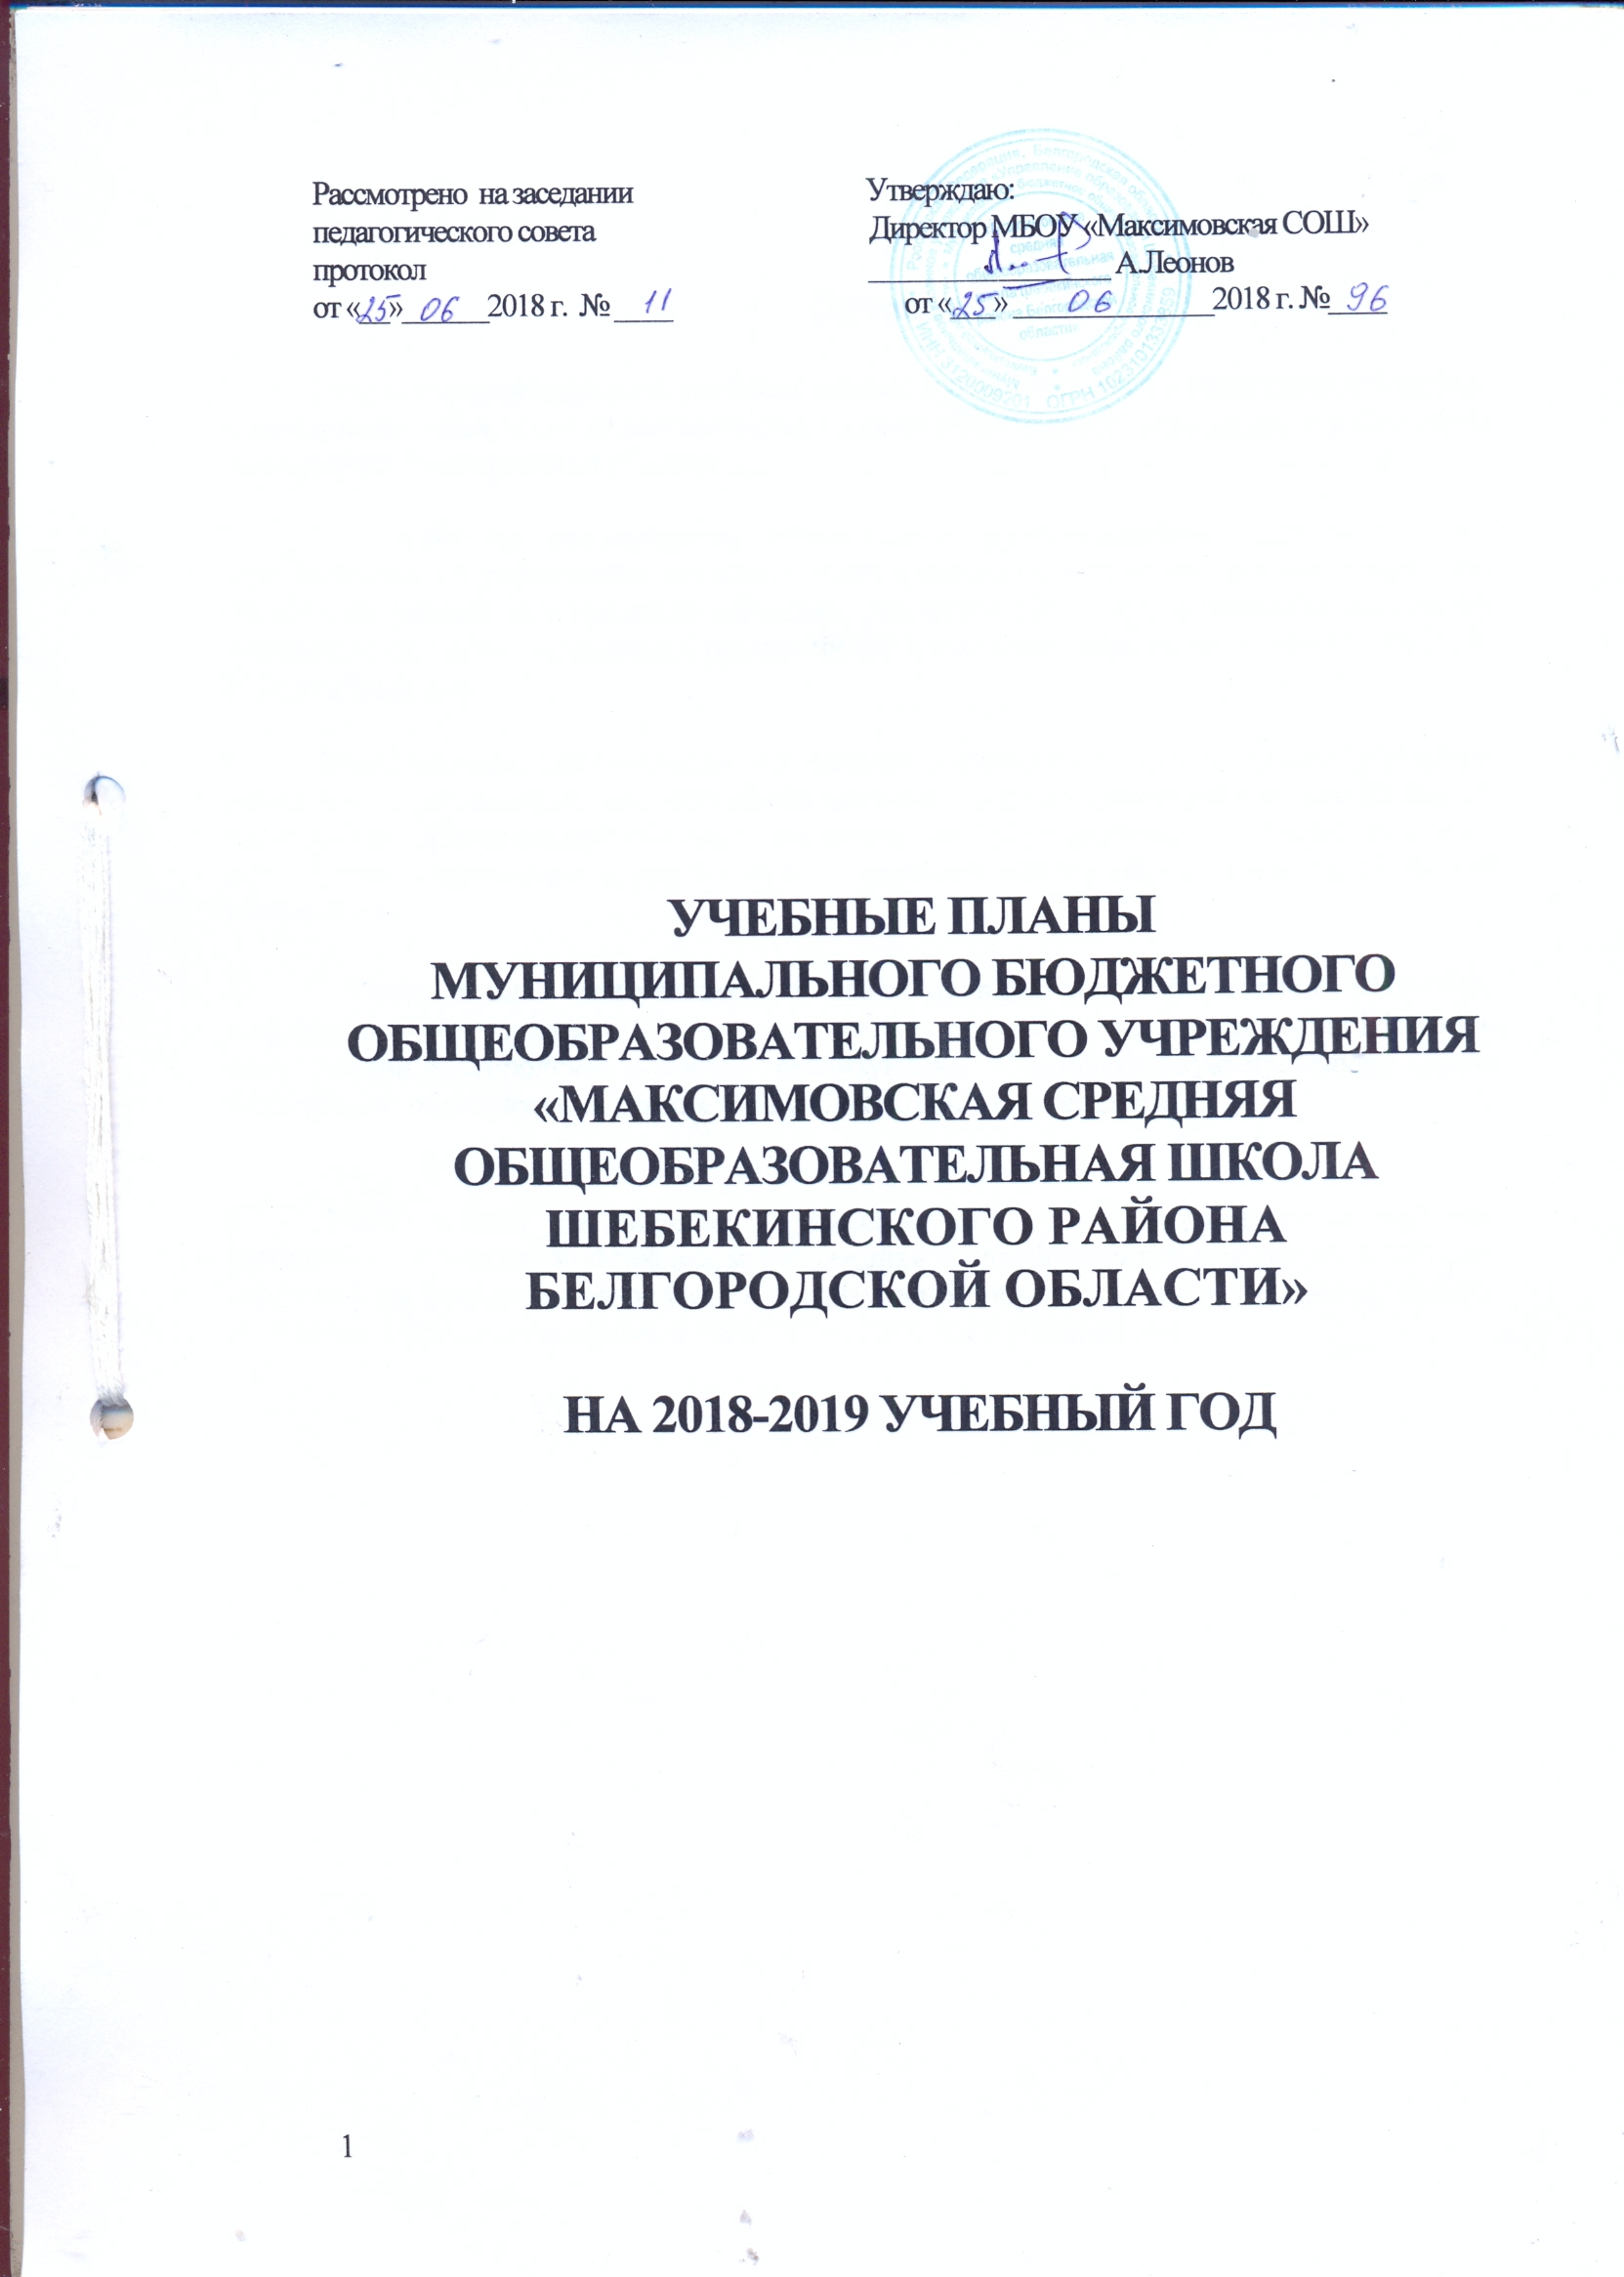 Рассмотрено на заседании
педагогического совета
протокол
от «25» 06 2018 г. № 11
Утверждаю:
Директор МБОУ «Максимовская СОШ»
А.Леонов
от «25» 06 2018 г. № 96
УЧЕБНЫЕ ПЛАНЫ
МУНИЦИПАЛЬНОГО БЮДЖЕТНОГО
ОБЩЕОБРАЗОВАТЕЛЬНОГО УЧРЕЖДЕНИЯ
«МАКСИМОВСКАЯ СРЕДНЯЯ
ОБЩЕОБРАЗОВАТЕЛЬНАЯ ШКОЛА
ШЕБЕКИНСКОГО РАЙОНА
БЕЛГОРОДСКОЙ ОБЛАСТИ»
НА 2018-2019 УЧЕБНЫЙ ГОД
1